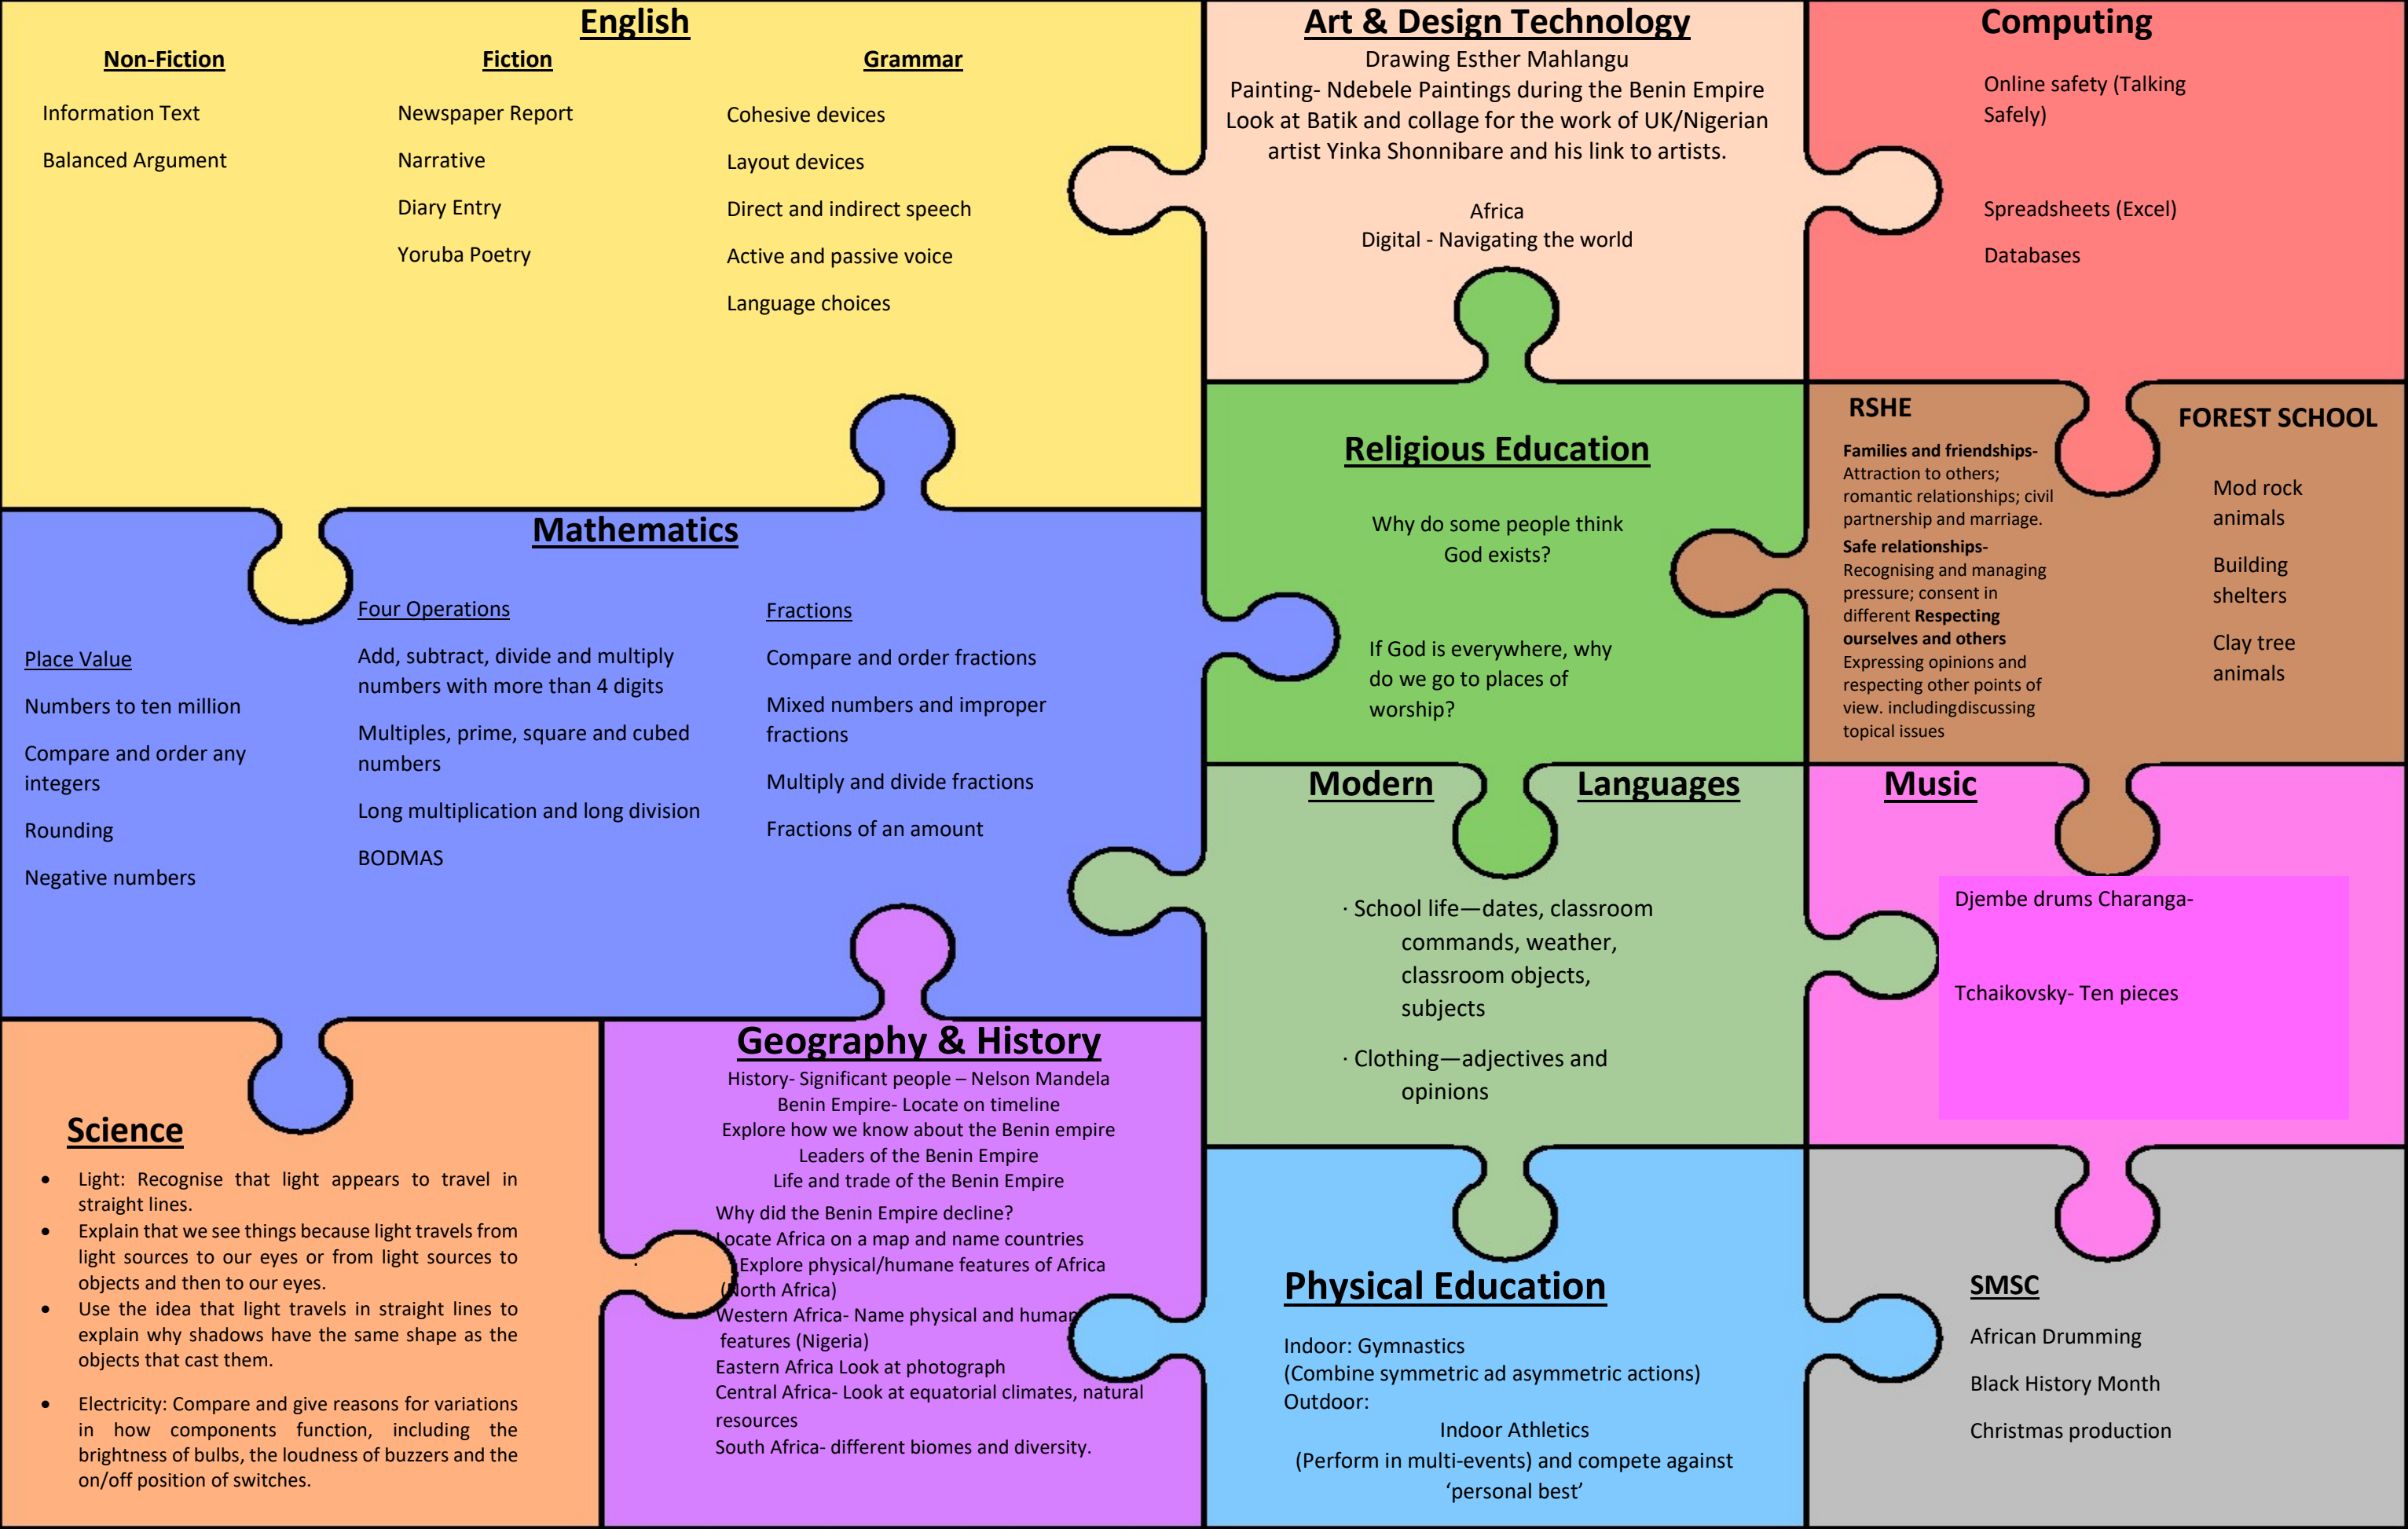 English
Non-Fiction
Information Text
Balanced Argument
Fiction
Newspaper Report
Narrative
Diary Entry
Yoruba Poetry
Grammar
Cohesive devices
Layout devices
Direct and indirect speech
Active and passive voice
Language choices
Art & Design Technology
Drawing Esther Mahlangu
Painting- Ndebele Paintings during the Benin Empire
Look at Batik and collage for the work of UK/Nigerian
artist Yinka Shonnibare and his link to artists.
Africa
Digital - Navigating the world
Computing
Online safety (Talking
Safely)
Spreadsheets (Excel)
Databases
Mathematics
Place Value
Numbers to ten million
Compare and order any
integers
Rounding
Negative numbers
Four Operations
Add, subtract, divide and multiply
numbers with more than 4 digits
Multiples, prime, square and cubed
numbers
Long multiplication and long division
BODMAS
Fractions
Compare and order fractions
Mixed numbers and improper
fractions
Multiply and divide fractions
Fractions of an amount
Religious Education
Why do some people think
God exists?
If God is everywhere, why
do we go to places of
worship?
RSHE
Families and friendships-
Attraction to others;
romantic relationships; civil
partnership and marriage.
Safe relationships-
Recognising and managing
pressure; consent in
different Respecting
ourselves and others
Expressing opinions and
respecting other points of
view. includingdiscussing
topical issues
FOREST SCHOOL
Mod rock
animals
Building
shelters
Clay tree
animals
Modern Languages
· School life—dates, classroom
commands, weather,
classroom objects,
subjects
· Clothing—adjectives and
opinions
Music
Djembe drums Charanga-
Tchaikovsky- Ten pieces
Science
• Light: Recognise that light appears to travel in
straight lines.
• Explain that we see things because light travels from
light sources to our eyes or from light sources to
objects and then to our eyes.
• Use the idea that light travels in straight lines to
explain why shadows have the same shape as the
objects that cast them.
• Electricity: Compare and give reasons for variations
in how components function, including the
brightness of bulbs, the loudness of buzzers and the
on/off position of switches.
Geography & History
History- Significant people – Nelson Mandela
Benin Empire- Locate on timeline
Explore how we know about the Benin empire
Leaders of the Benin Empire
Life and trade of the Benin Empire
Why did the Benin Empire decline?
Locate Africa on a map and name countries
Explore physical/humane features of Africa
(North Africa)
Western Africa- Name physical and human
features (Nigeria)
Eastern Africa Look at photograph
Central Africa- Look at equatorial climates, natural
resources
South Africa- different biomes and diversity.
Physical Education
Indoor: Gymnastics
(Combine symmetric ad asymmetric actions)
Outdoor:
Indoor Athletics
(Perform in multi-events) and compete against
‘personal best’
SMSC
African Drumming
Black History Month
Christmas production